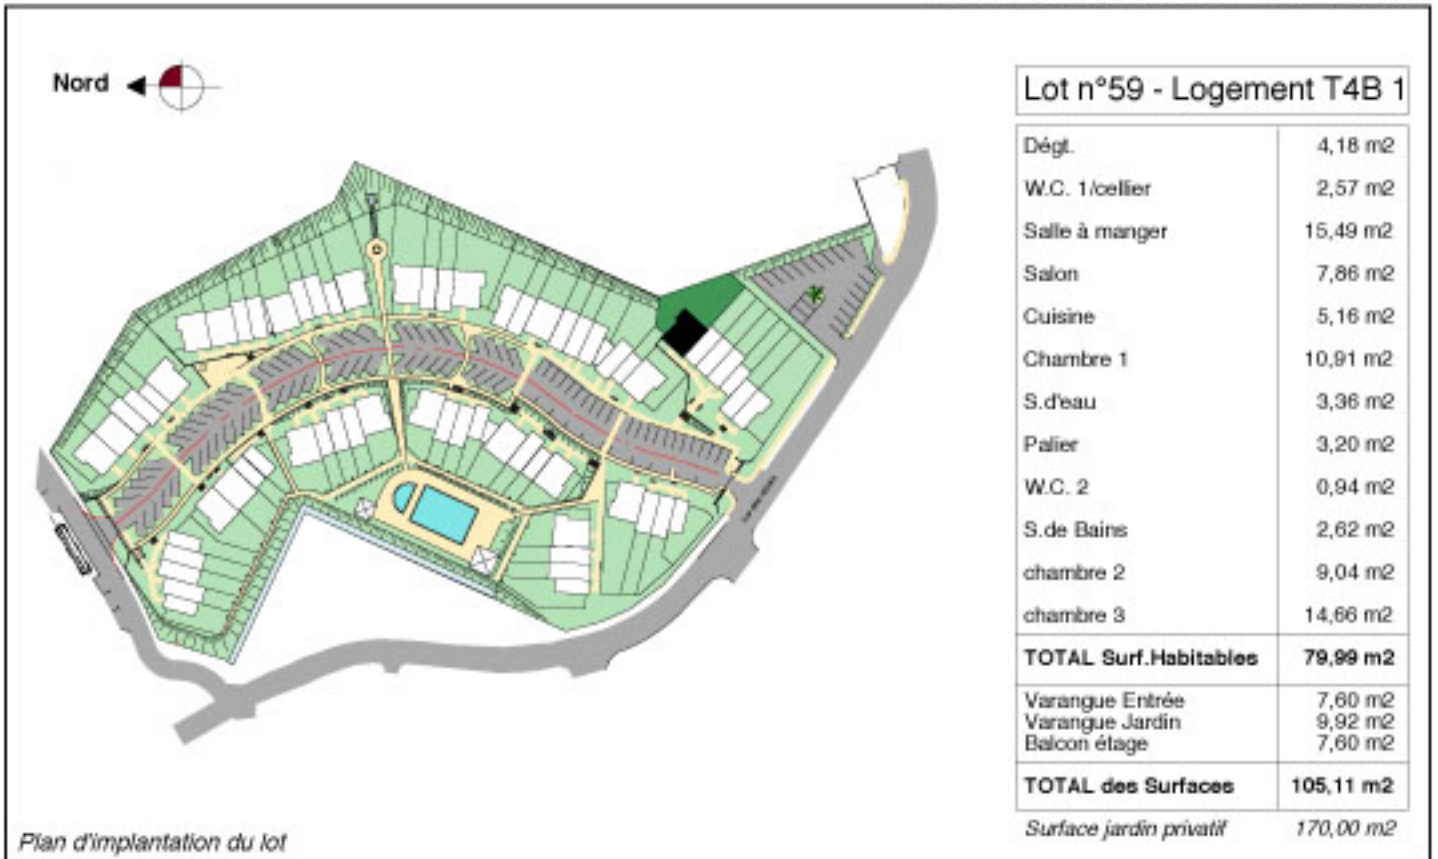 Nord
Lot n°59 - Logement T4B 1
Dégt. 4,18 m2
W.C. 1/cellier 2,57 m2
Salle à manger 15,49 m2
Salon 7,86 m2
Cuisine 5,16 m2
Chambre 1 10,91 m2
S.d'eau 3,36 m2
Palier 3,20 m2
W.C. 2 0,94 m2
S.de Bains 2,62 m2
chambre 2 9,04 m2
chambre 3 14,66 m2
TOTAL Surf.Habitables 79,99 m2
Varangue Entrée 7,60 m2
Varangue Jardin 9,92 m2
Balcon étage 7,60 m2
TOTAL des Surfaces 105,11 m2
Surface jardin privatif 170,00 m2
Plan d'implantation du lot